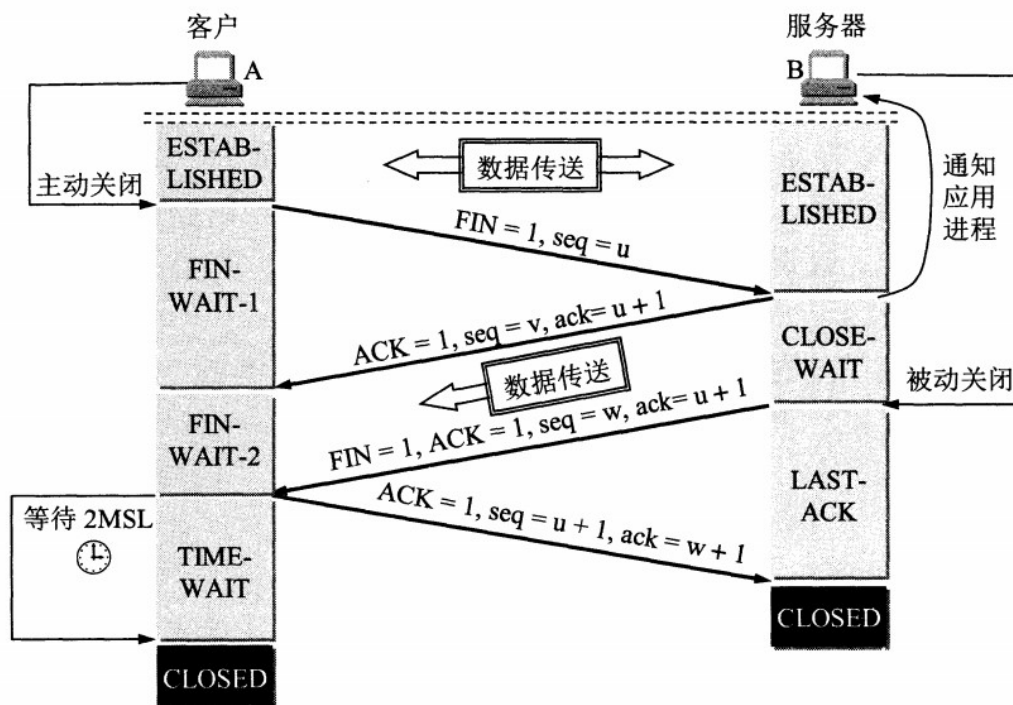 客户
服务器
A
B
ESTAB-
LISHED
数据传送
主动关闭
ESTAB-
LISHED
通知
应用
进程
FIN = 1, seq = u
FIN-
WAIT-1
ACK = 1, seq = v, ack= u + 1
CLOSE-
WAIT
数据传送
被动关闭
FIN-
WAIT-2
FIN = 1, ACK = 1, seq = w, ack= u + 1
LAST-
ACK
ACK = 1, seq = u + 1, ack = w + 1
等待 2MSL
TIME-
WAIT
CLOSED
CLOSED